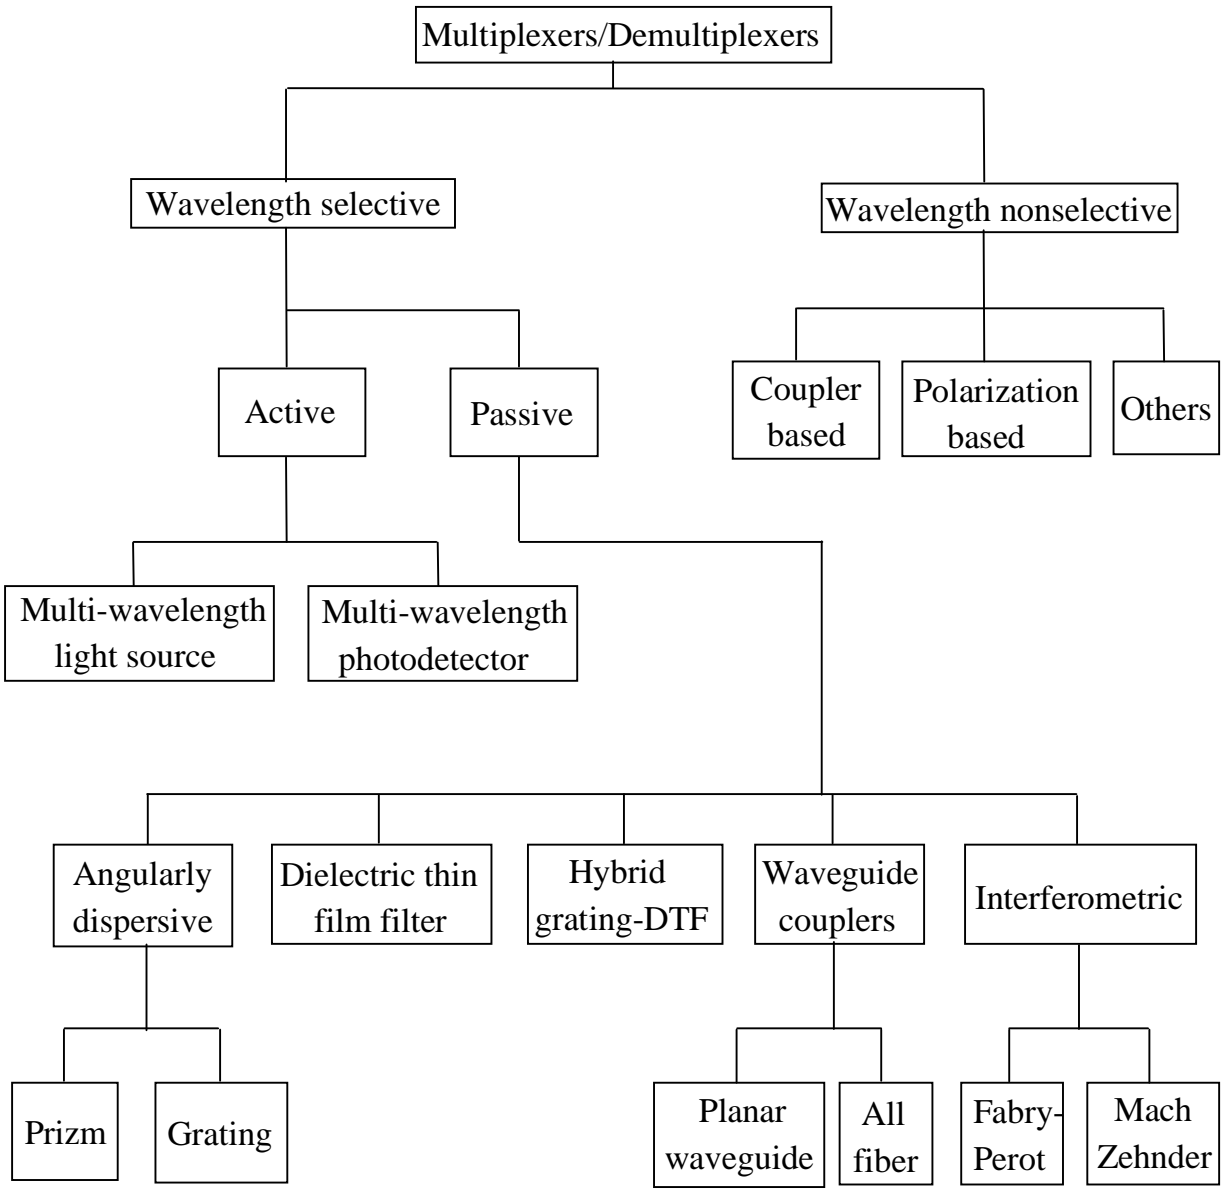 Multiplexers/Demultiplexers
Wavelength selective
Wavelength nonselective
Active
Passive
Coupler
based
Polarization
based
Others
Multi-wavelength
light source
Multi-wavelength
photodetector
Angularly
dispersive
Dielectric thin
film filter
Hybrid
grating-DTF
Waveguide
couplers
Interferometric
Prizm
Grating
Planar
waveguide
All
fiber
Fabry-
Perot
Mach
Zehnder